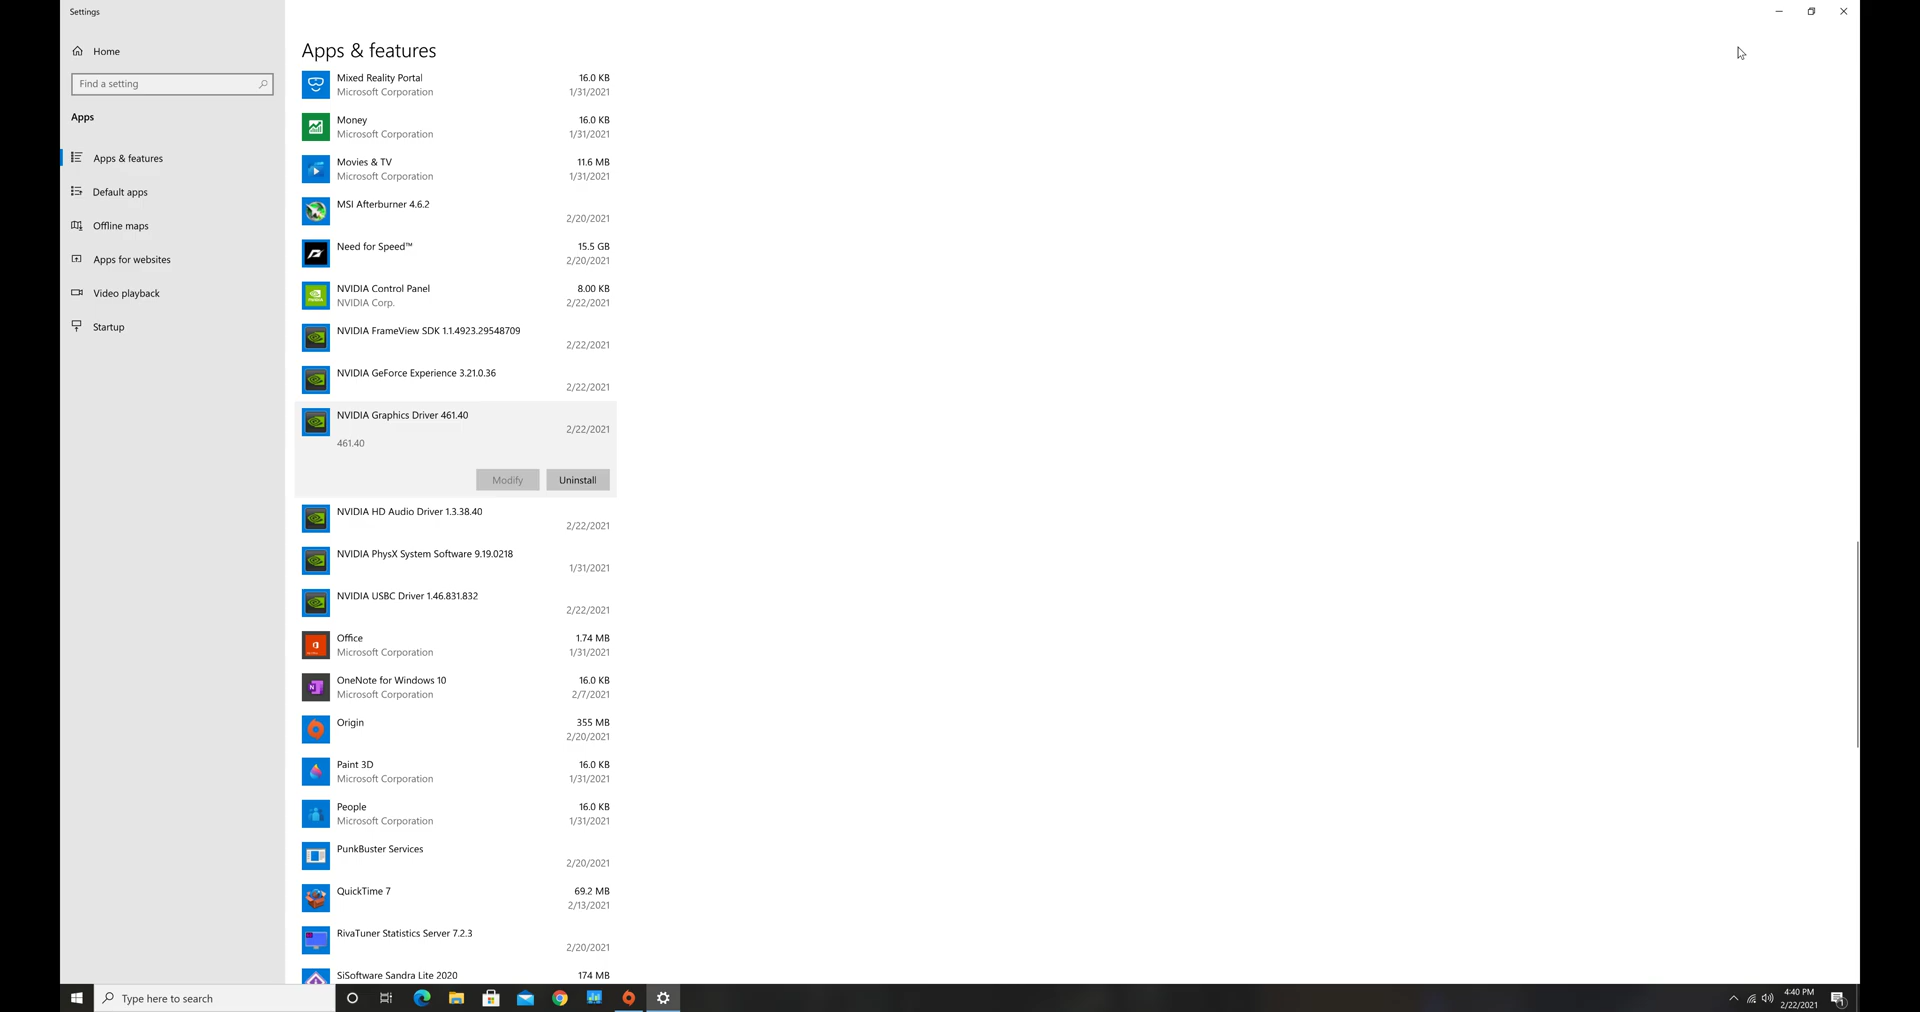 Settings
Home
Find a setting
Apps
Apps & features
Default apps
Offline maps
Apps for websites
Video playback
Startup
Apps & features
Mixed Reality Portal 16.0 KB
Microsoft Corporation 1/31/2021
Money 16.0 KB
Microsoft Corporation 1/31/2021
Movies & TV 11.6 MB
Microsoft Corporation 1/31/2021
MSI Afterburner 4.6.2
2/20/2021
Need for Speed™ 15.5 GB
2/20/2021
NVIDIA Control Panel 8.00 KB
NVIDIA Corp. 2/22/2021
NVIDIA FrameView SDK 1.1.4923.29548709
2/22/2021
NVIDIA GeForce Experience 3.21.0.36
2/22/2021
NVIDIA Graphics Driver 461.40
2/22/2021
461.40
Modify Uninstall
NVIDIA HD Audio Driver 1.3.38.40
2/22/2021
NVIDIA PhysX System Software 9.19.0218
1/31/2021
NVIDIA USBC Driver 1.46.831.832
2/22/2021
Office 1.74 MB
Microsoft Corporation 1/31/2021
OneNote for Windows 10 16.0 KB
Microsoft Corporation 2/7/2021
Origin 355 MB
2/20/2021
Paint 3D 16.0 KB
Microsoft Corporation 1/31/2021
People 16.0 KB
Microsoft Corporation 1/31/2021
PunkBuster Services
2/20/2021
QuickTime 7 69.2 MB
2/13/2021
RivaTuner Statistics Server 7.2.3
2/20/2021
SiSoftware Sandra Lite 2020 174 MB
Type here to search
4:40 PM
2/22/2021
1